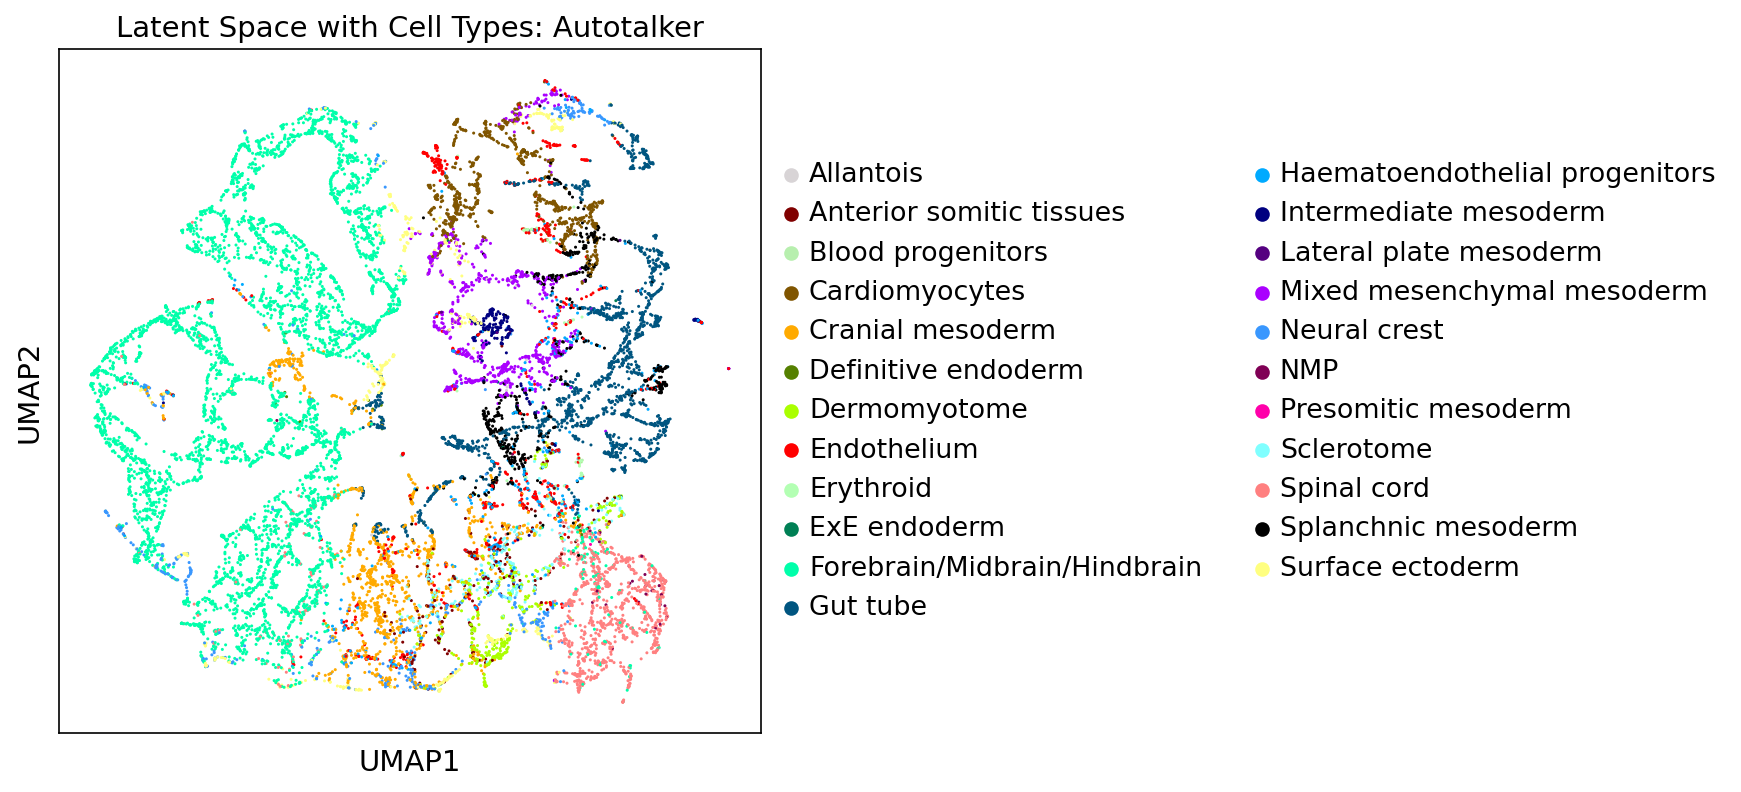 Latent Space with Cell Types: Autotalker
UMAP2
UMAP1
Allantois
Anterior somitic tissues
Blood progenitors
Cardiomyocytes
Cranial mesoderm
Definitive endoderm
Dermomyotome
Endothelium
Erythroid
ExE endoderm
Forebrain/Midbrain/Hindbrain
Gut tube
Haematoendothelial progenitors
Intermediate mesoderm
Lateral plate mesoderm
Mixed mesenchymal mesoderm
Neural crest
NMP
Presomitic mesoderm
Sclerotome
Spinal cord
Splanchnic mesoderm
Surface ectoderm